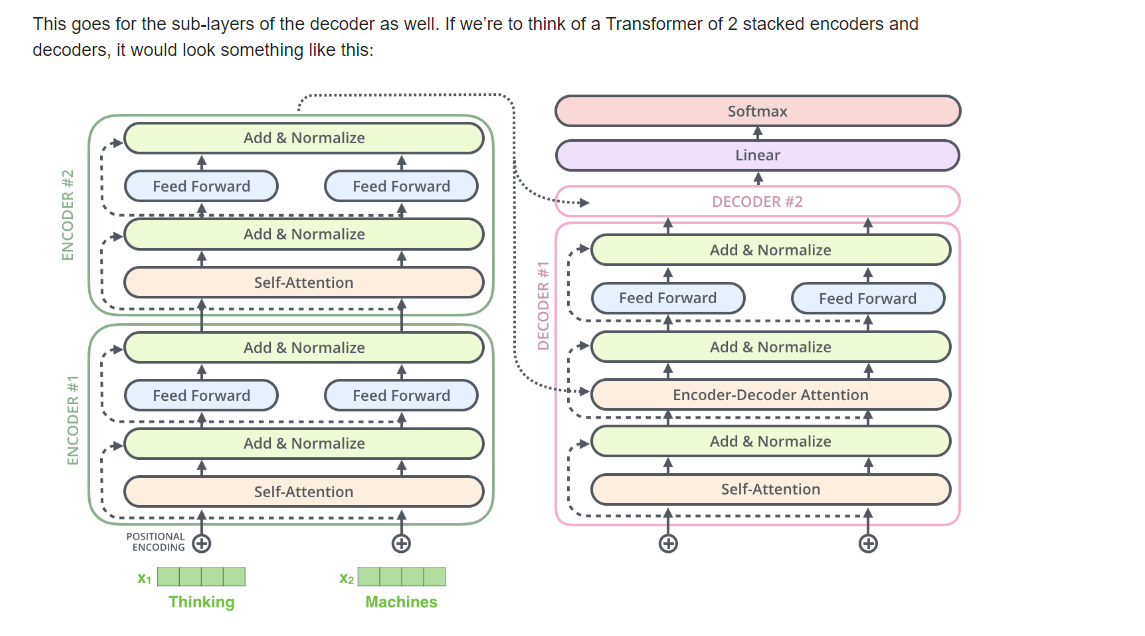 This goes for the sub-layers of the decoder as well. If we’re to think of a Transformer of 2 stacked encoders and
decoders, it would look something like this:
ENCODER #2
Add & Normalize
Feed Forward
Feed Forward
Add & Normalize
Self-Attention
ENCODER #1
Add & Normalize
Feed Forward
Feed Forward
Add & Normalize
Self-Attention
POSITIONAL
ENCODING
X1
X2
Thinking
Machines
Softmax
Linear
DECODER #2
DECODER #1
Add & Normalize
Feed Forward
Feed Forward
Add & Normalize
Encoder-Decoder Attention
Add & Normalize
Self-Attention